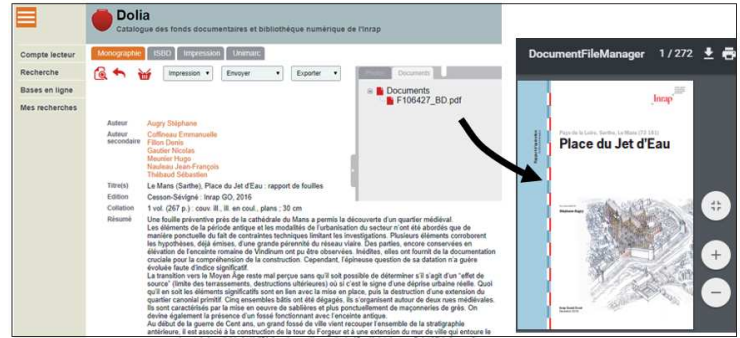 Dolia
Catalogue des fonds documentaires et bibliothèque numérique de l'Inrap
Compte lecteur
Recherche
Bases en ligne
Mes recherches
Monographie ISBD Impression Unimarc
Impression Envoyer Exporter
Documents
Documents
F106427_BD.pdf
Auteur Augry Stéphane
Auteur secondaire Coffineau Emmanuelle
Fillon Denis
Gautier Nicolas
Meunier Hugo
Nauleau Jean-François
Thébaud Sébastien
Titre(s) Le Mans (Sarthe), Place du Jet d'Eau : rapport de fouilles
Edition Cesson-Sévigné : Inrap GO, 2016
Collation 1 vol. (267 p.) : couv. ill., ill. en coul., plans ; 30 cm
Résumé Une fouille préventive près de la cathédrale du Mans a permis la découverte d'un quartier médiéval.
Les éléments de la période antique et les modalités de l'urbanisation du secteur n'ont été abordés que de
manière ponctuelle du fait de contraintes techniques limitant les investigations. Plusieurs éléments corroborent
les hypothèses, déjà émises, d'une grande pérennité du réseau viaire. Des parties, encore conservées en
élévation de l'enceinte romaine de Vindinum ont pu être observées. Inédites, elles ont fourni de la documentation
cruciale pour la compréhension de la construction. Cependant, l'épineuse question de sa datation n'a guère
évoluée faute d'indice significatif.
La transition vers le Moyen Âge reste mal perçue sans qu'il soit possible de déterminer s'il s'agit d'un "effet de
source" (limite des terrassements, destructions ultérieures) où si c'est le signe d'une déprise urbaine réelle. Quoi
qu'il en soit les éléments significatifs sont en lien avec la mise en place, puis la destruction d'une extension du
quartier canonial primitif. Cinq ensembles bâtis ont été dégagés, ils s'organisent autour de deux rues médiévales.
Ils sont caractérisés par la mise en oeuvre de sablières et plus ponctuellement de maçonneries de grès. On
devine également la présence d'un fossé fonctionnant avec l'enceinte antique.
Au début de la guerre de Cent ans, un grand fossé de ville vient recouper l'ensemble de la stratigraphie
antérieure, il est associé à la construction de la tour du Forgeur et à une extension du mur de ville qui entoure le
DocumentFileManager 1 / 272
Inrap
Pays de la Loire, Sarthe, Le Mans (72 181)
Place du Jet d'Eau
Stéphane Augry